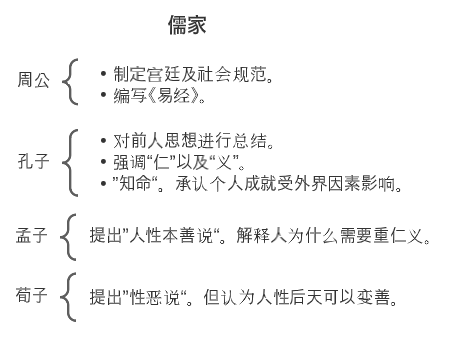 儒家
周公
• 制定宫廷及社会规范。
• 编写《易经》。
孔子
• 对前人思想进行总结。
• 强调“仁”以及“义”。
• ”知命“。承认个人成就受外界因素影响。
孟子
提出”人性本善说“。解释人为什么需要重仁义。
荀子
提出”性恶说“。但认为人性后天可以变善。